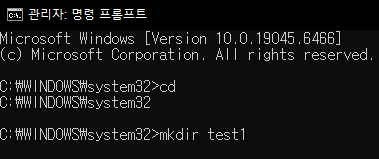 관리자: 명령 프롬프트
Microsoft Windows [Version 10.0.19045.6466]
(c) Microsoft Corporation. All rights reserved.
C:₩WINDOWS₩system32>cd
C:₩WINDOWS₩system32
C:₩WINDOWS₩system32>mkdir test1